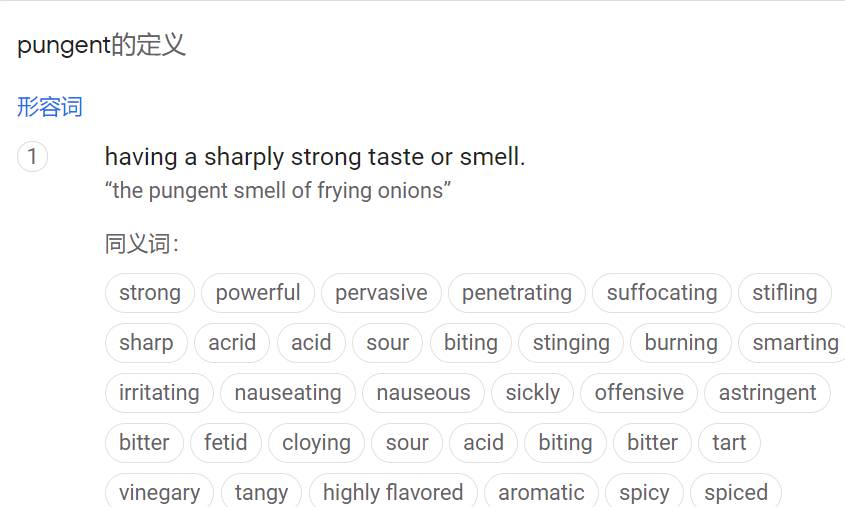 pungent的定义
形容词
1 having a sharply strong taste or smell.
“the pungent smell of frying onions”
同义词：
strong powerful pervasive penetrating suffocating stifling
sharp acrid acid sour biting stinging burning smarting
irritating nauseating nauseous sickly offensive astringent
bitter fetid cloying sour acid biting bitter tart
vinegary tangy highly flavored aromatic spicy spiced